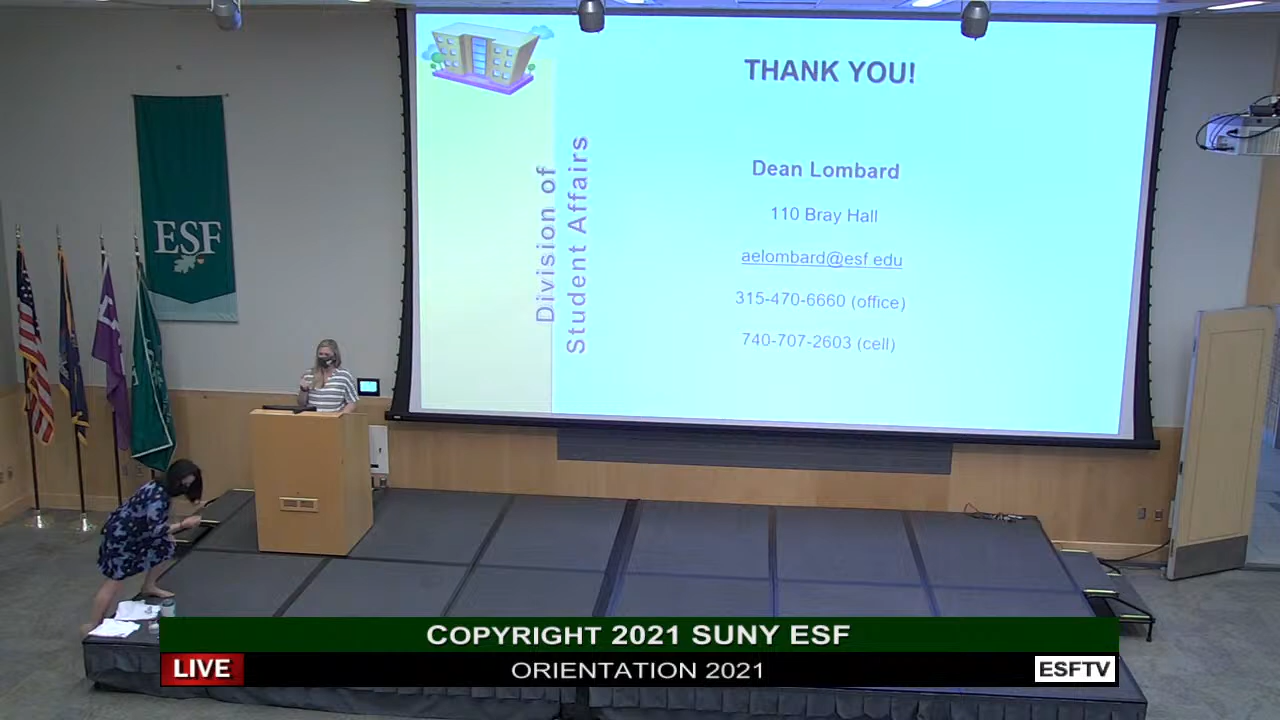 THANK YOU!
Division of
Student Affairs
Dean Lombard
110 Bray Hall
aelombard@esf edu
315-470-6660 (office)
740-707-2603 (cell)
ESF
COPYRIGHT 2021 SUNY ESF
LIVE
ORIENTATION 2021
ESFTV